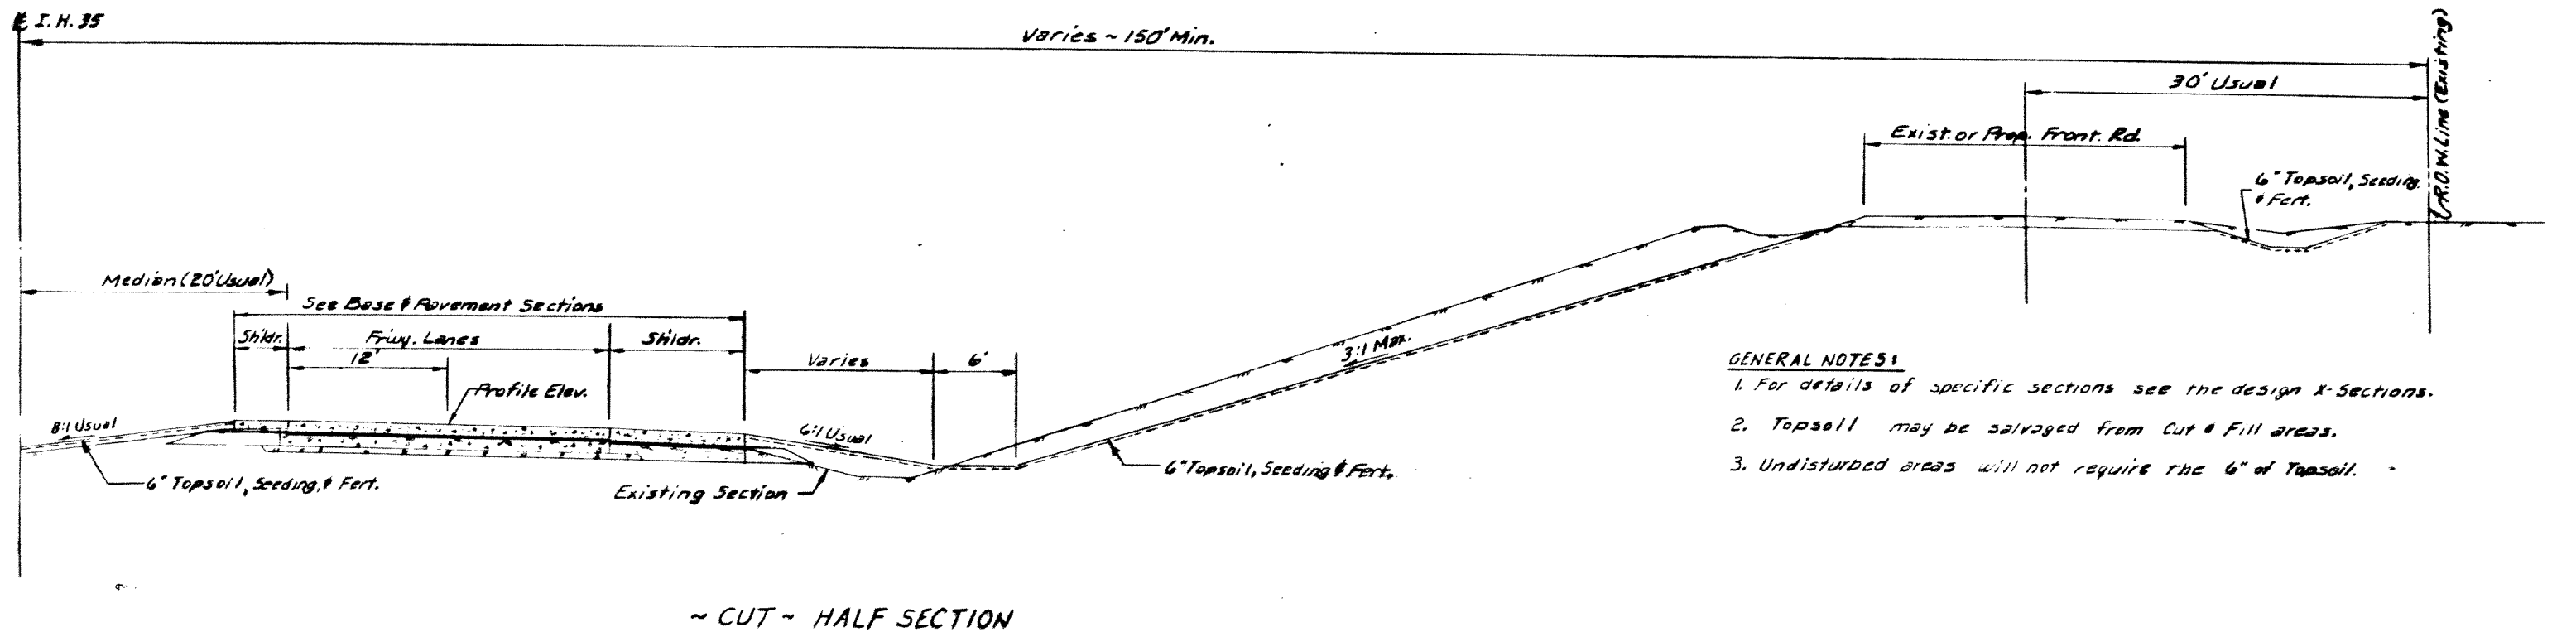 ℄ I.H.35
Varies ~ 150' Min.
30' Usual
R.O.W. Line (Existing)
Exist. or Prop. Front. Rd.
6" Topsoil, Seeding
& Fert.
Median (20' Usual)
See Base & Pavement Sections
Shldr.
Frwy. Lanes
Shldr.
12'
Varies
6'
3:1 Max.
Profile Elev.
8:1 Usual
6:1 Usual
6" Topsoil, Seeding, & Fert.
Existing Section
6" Topsoil, Seeding & Fert.
GENERAL NOTES:
1. For details of specific sections see the design X-Sections.
2. Topsoil may be salvaged from Cut & Fill areas.
3. Undisturbed areas will not require the 6" of Topsoil.
~ CUT ~ HALF SECTION